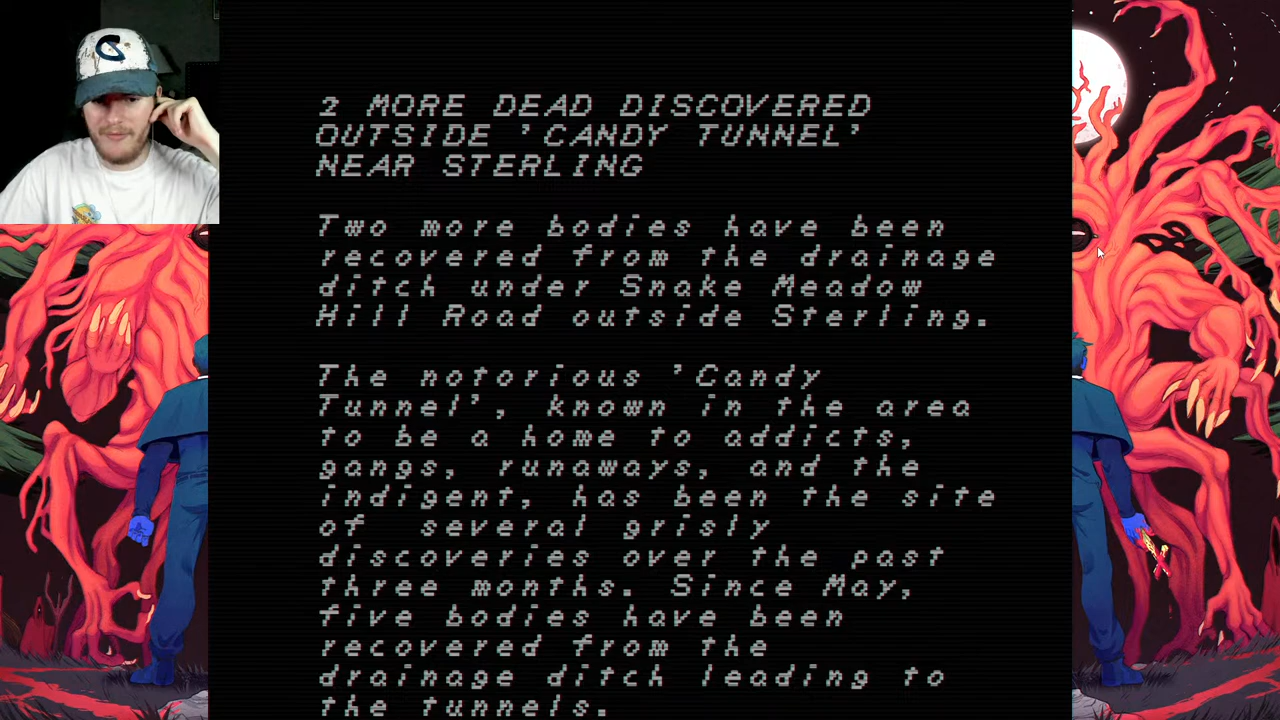 2 MORE DEAD DISCOVERED
OUTSIDE 'CANDY TUNNEL'
NEAR STERLING
Two more bodies have been
recovered from the drainage
ditch under Snake Meadow
Hill Road outside Sterling.
The notorious 'Candy
Tunnel', known in the area
to be a home to addicts,
gangs, runaways, and the
indigent, has been the site
of several grisly
discoveries over the past
three months. Since May,
five bodies have been
recovered from the
drainage ditch leading to
the tunnels.